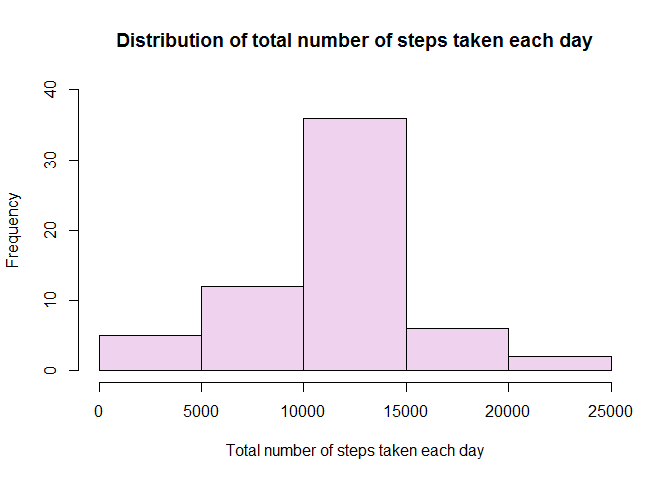 Distribution of total number of steps taken each day
Frequency
40
30
20
10
0
0 5000 10000 15000 20000 25000
Total number of steps taken each day